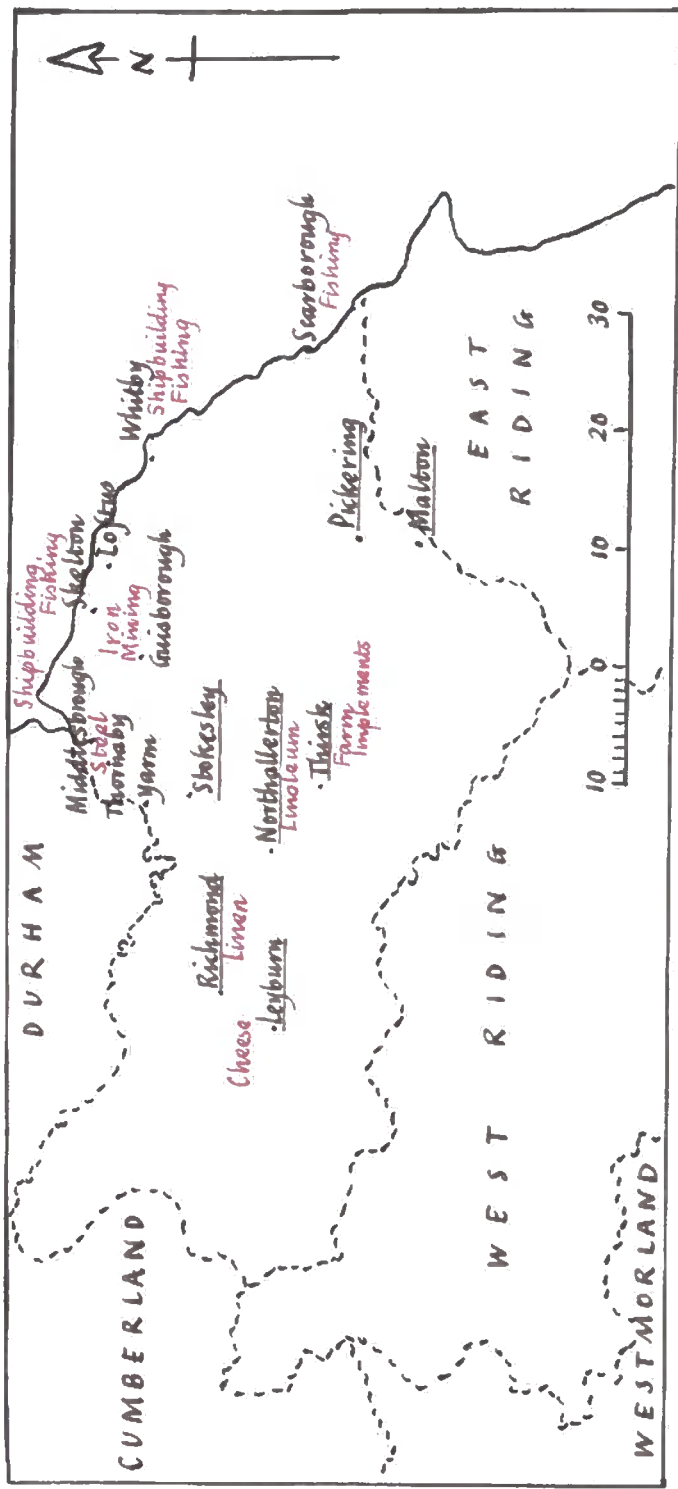 N
DURHAM
CUMBERLAND
WESTMORLAND
WEST RIDING
EAST
RIDING
Shipbuilding,
Fishing
Middlesbrough
Steel
Thornaby
Yarm
Skelton
Loftus
Iron
Mining
Guisborough
Whitby
Shipbuilding
Fishing
Scarborough
Fishing
Stokesley
Richmond
Linen
Cheese
Leyburn
Northallerton
Linoleum
Thirsk
Farm
Implements
Pickering
Malton
10 0 10 20 30